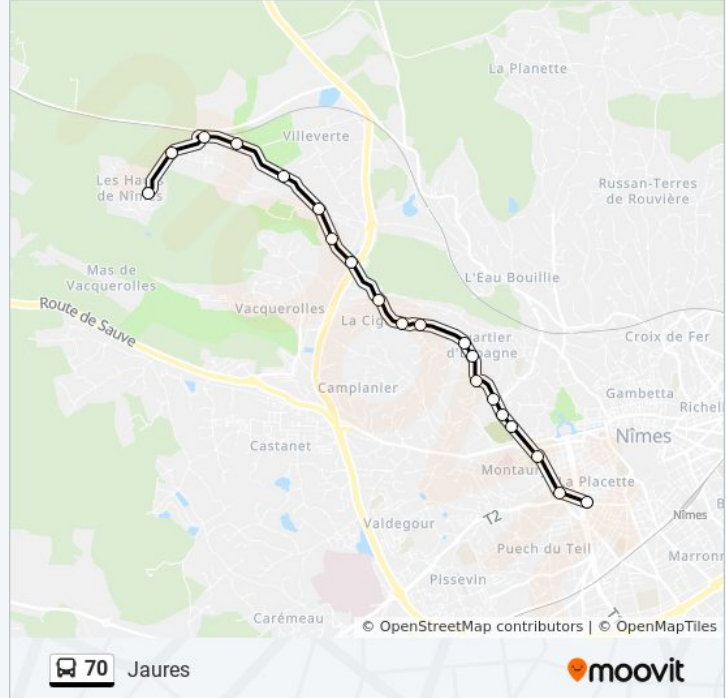 La Planette
Villeverte
Les Hauts
de Nîmes
Russan-Terres
de Rouvière
Mas de
Vacquerolles
L'Eau Bouillie
Route de Sauve
Vacquerolles
La Cig
Croix de Fer
uartier
d'Espagne
Camplanier
Gambetta
Richel
Nîmes
Castanet
Montaur
La Placette
T2
Nîmes
Valdegour
Puech du Teil
Marronn
Pissevin
Carémeau
© OpenStreetMap contributors | © OpenMapTiles
70 Jaures
moovit